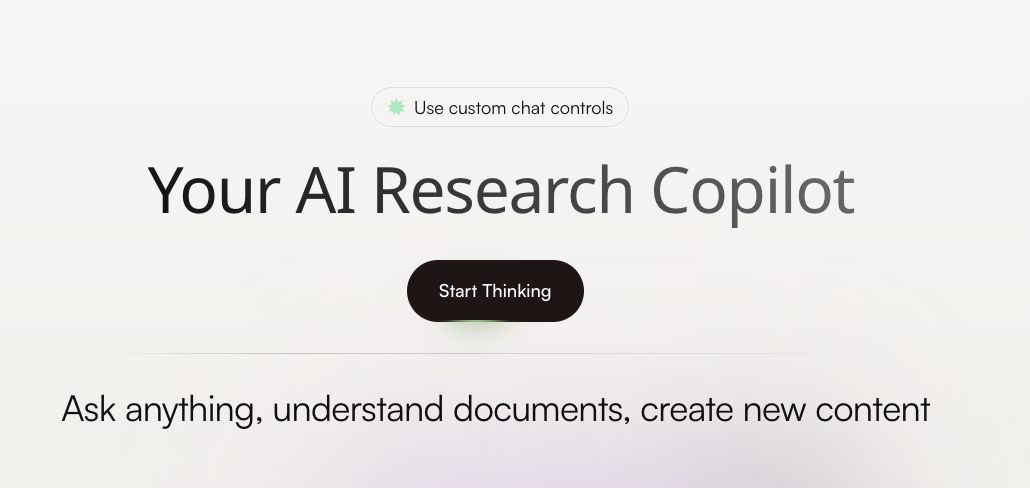 Use custom chat controls
Your AI Research Copilot
Start Thinking
Ask anything, understand documents, create new content